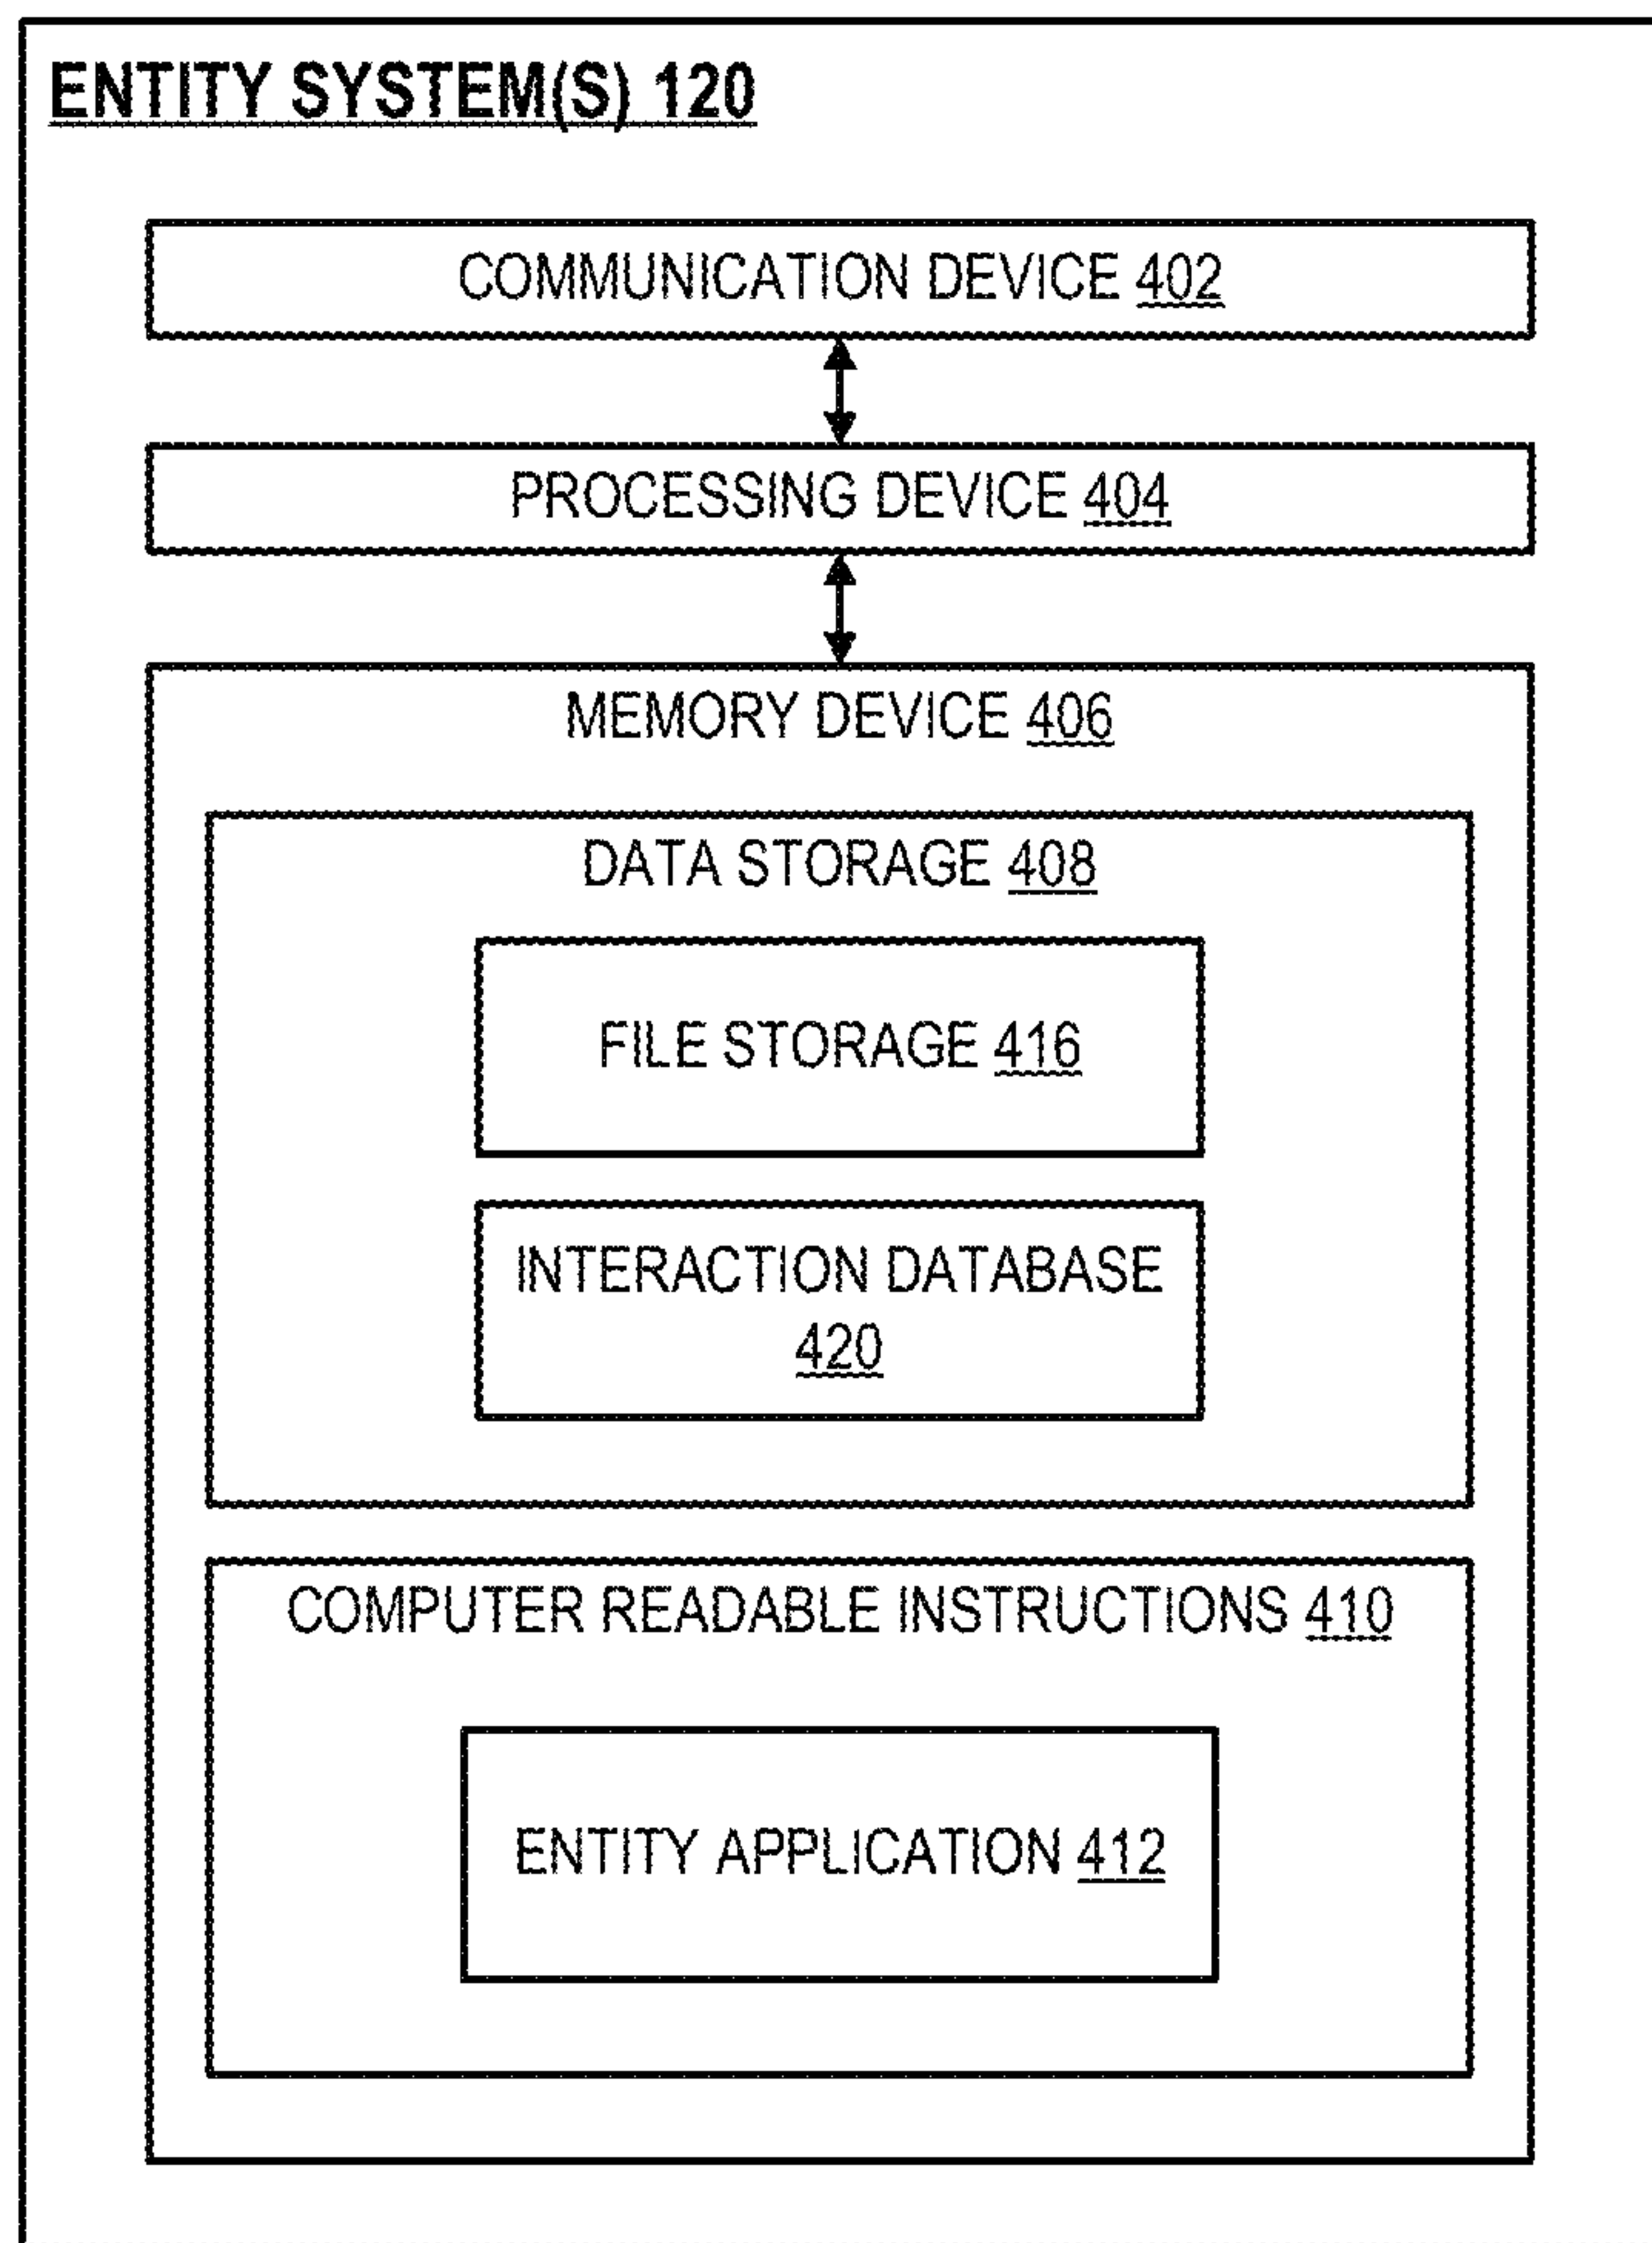 ENTITY SYSTEM(S) 120
COMMUNICATION DEVICE 402
PROCESSING DEVICE 404
MEMORY DEVICE 406
DATA STORAGE 408
FILE STORAGE 416
INTERACTION DATABASE
420
COMPUTER READABLE INSTRUCTIONS 410
ENTITY APPLICATION 412